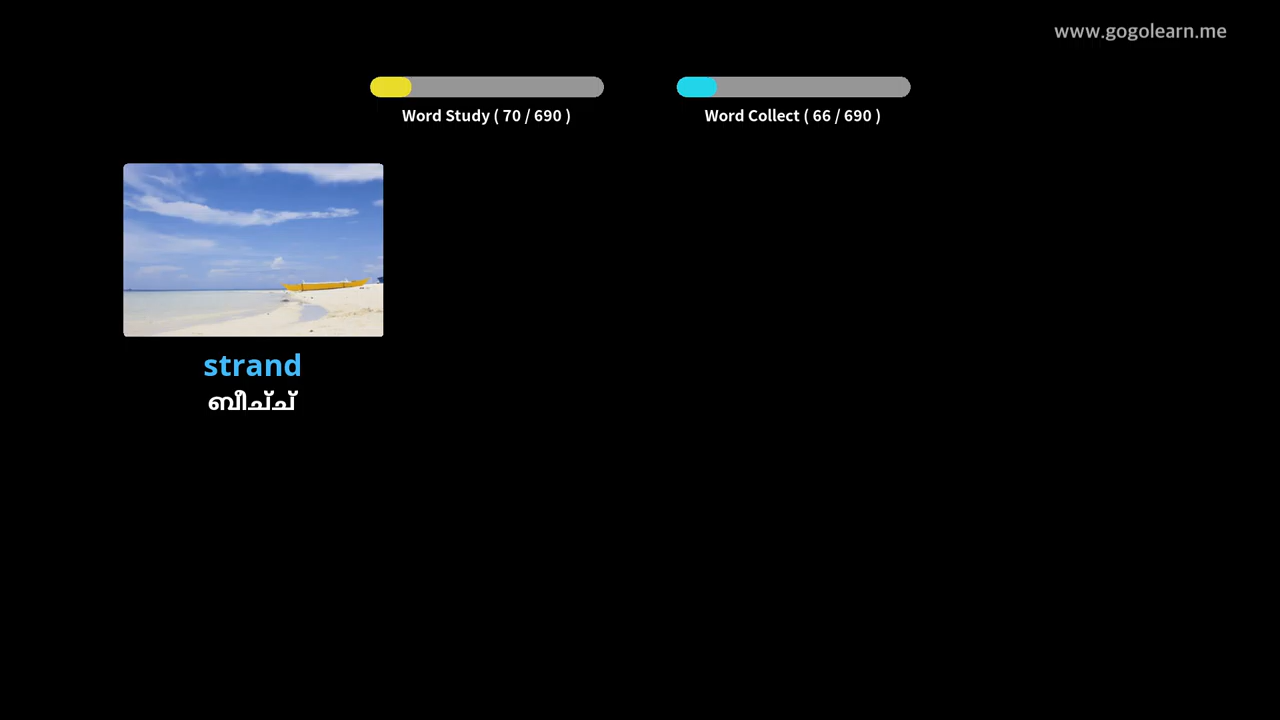 www.gogolearn.me
Word Study ( 70 / 690 )
Word Collect ( 66 / 690 )
strand
ബീച്ച്